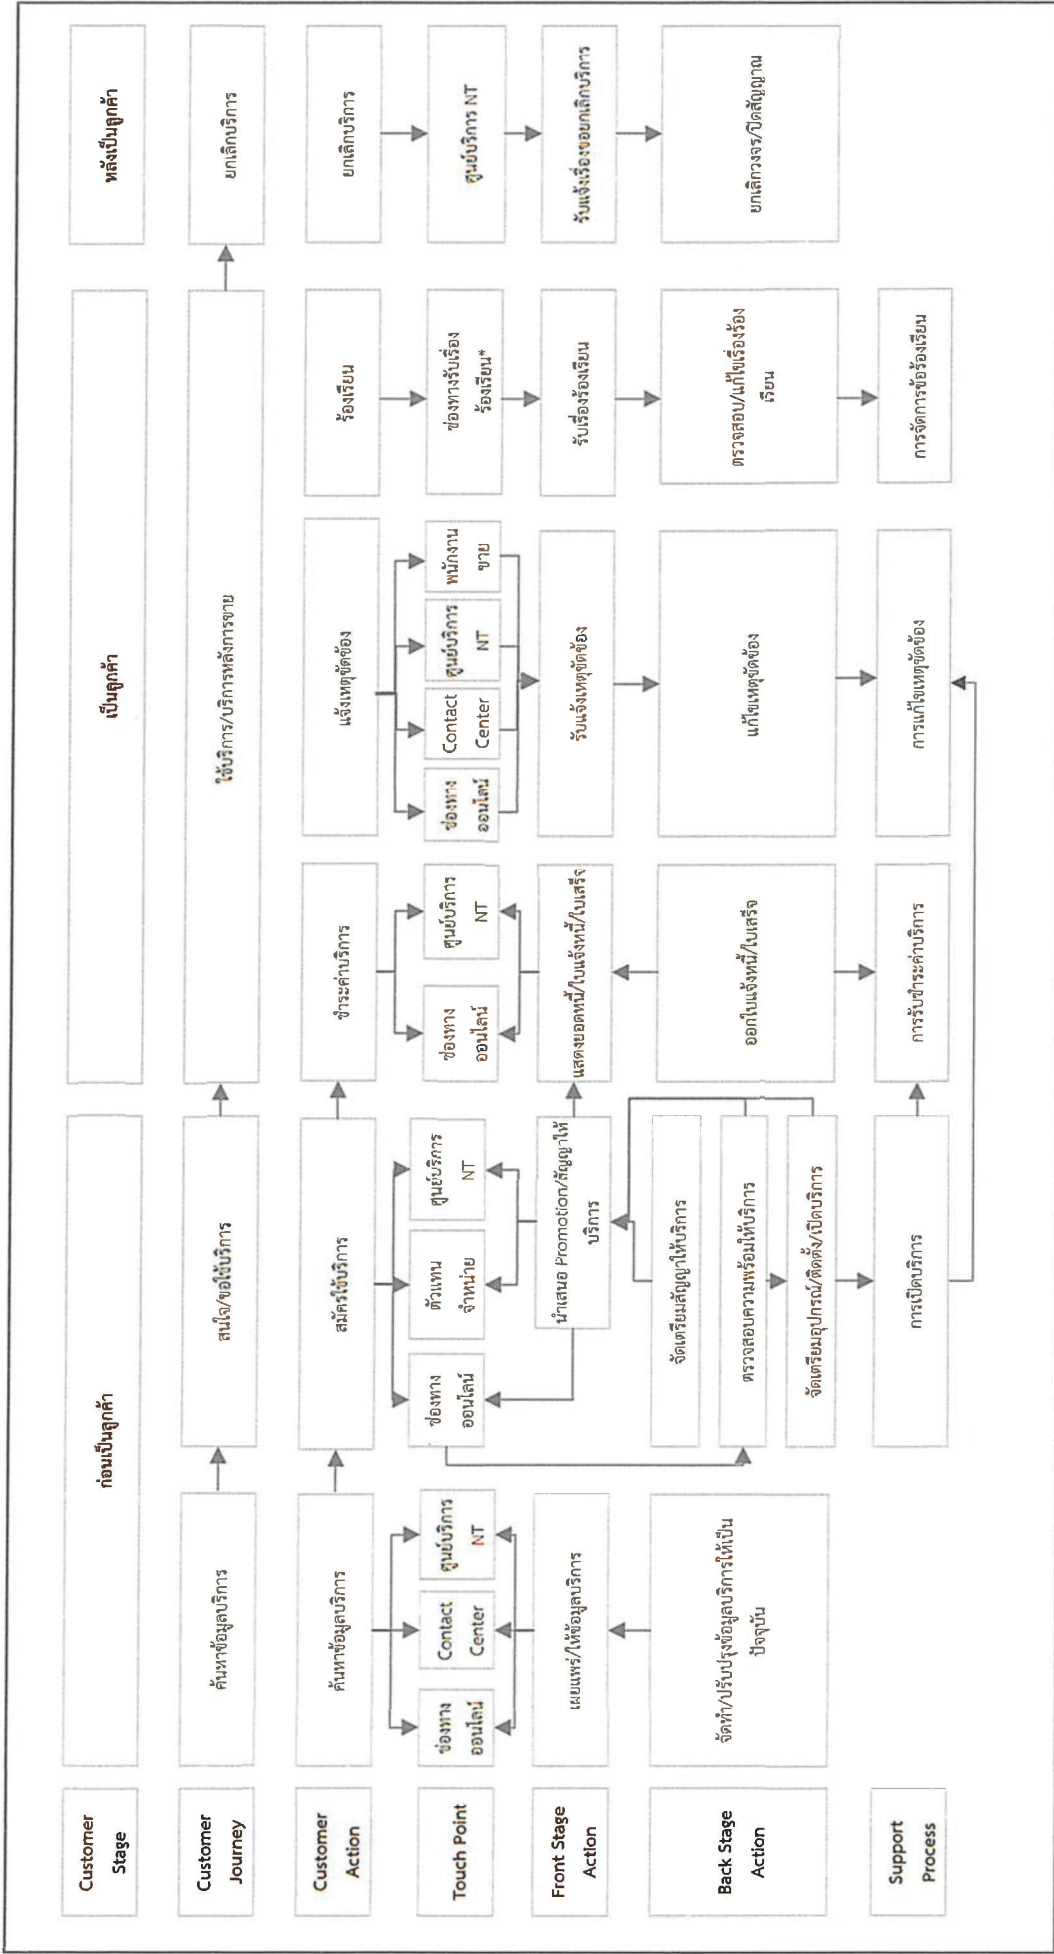 Customer
Stage
ก่อนเป็นลูกค้า
เป็นลูกค้า
หลังเป็นลูกค้า
Customer
Journey
ค้นหาข้อมูลบริการ
สนใจ/ขอใช้บริการ
ใช้บริการ/บริการหลังการขาย
ยกเลิกบริการ
Customer
Action
ค้นหาข้อมูลบริการ
สมัครใช้บริการ
ชำระค่าบริการ
แจ้งเหตุขัดข้อง
ร้องเรียน
ยกเลิกบริการ
Touch Point
ช่องทาง
ออนไลน์
Contact
Center
ศูนย์บริการ
NT
ช่องทาง
ออนไลน์
ตัวแทน
จำหน่าย
ศูนย์บริการ
NT
ช่องทาง
ออนไลน์
ศูนย์บริการ
NT
ช่องทาง
ออนไลน์
Contact
Center
ศูนย์บริการ
NT
พนักงาน
ขาย
ช่องทางรับเรื่อง
ร้องเรียน*
ศูนย์บริการ NT
Front Stage
Action
เผยแพร่/ให้ข้อมูลบริการ
นำเสนอ Promotion/สัญญาให้
บริการ
แสดงยอดหนี้/ใบแจ้งหนี้/ใบเสร็จ
รับแจ้งเหตุขัดข้อง
รับเรื่องร้องเรียน
รับแจ้งเรื่องขอยกเลิกบริการ
Back Stage
Action
จัดทำ/ปรับปรุงข้อมูลบริการให้เป็น
ปัจจุบัน
จัดเตรียมสัญญาให้บริการ
ตรวจสอบความพร้อมให้บริการ
จัดเตรียมอุปกรณ์/ติดตั้ง/เปิดบริการ
ออกใบแจ้งหนี้/ใบเสร็จ
แก้ไขเหตุขัดข้อง
ตรวจสอบ/แก้ไขเรื่องร้อง
เรียน
ยกเลิกวงจร/ปิดสัญญาณ
Support
Process
การเปิดบริการ
การรับชำระค่าบริการ
การแก้ไขเหตุขัดข้อง
การจัดการข้อร้องเรียน